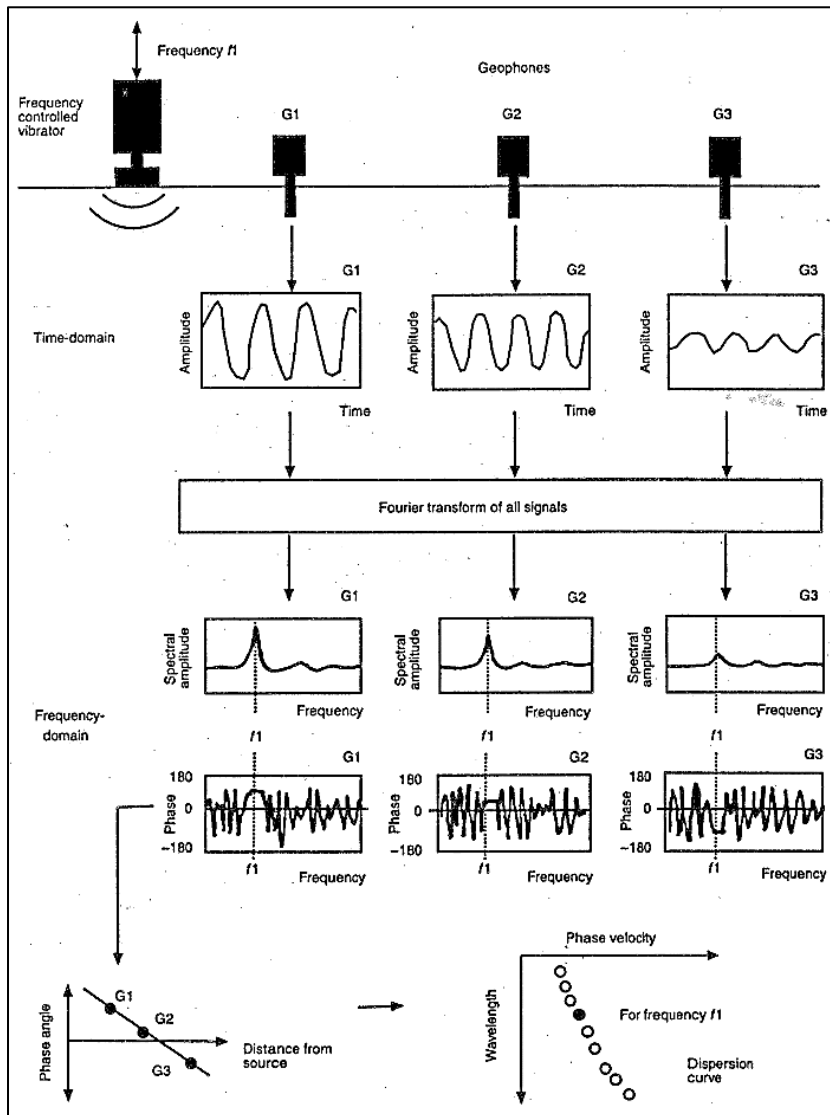 Frequency f1
Geophones
Frequency
controlled
vibrator
G1
G2
G3
G1
G2
G3
Time-domain
Amplitude
Amplitude
Amplitude
Time
Time
Time
Fourier transform of all signals
G1
G2
G3
Spectral
amplitude
Spectral
amplitude
Spectral
amplitude
Frequency
Frequency
Frequency
Frequency-
domain
f1
f1
f1
G1
G2
G3
180
0
-180
Phase
180
0
-180
Phase
180
0
-180
Phase
f1
f1
f1
Frequency
Frequency
Frequency
Phase velocity
G1
G2
G3
Phase angle
Distance from
source
Wavelength
For frequency f1
Dispersion
curve